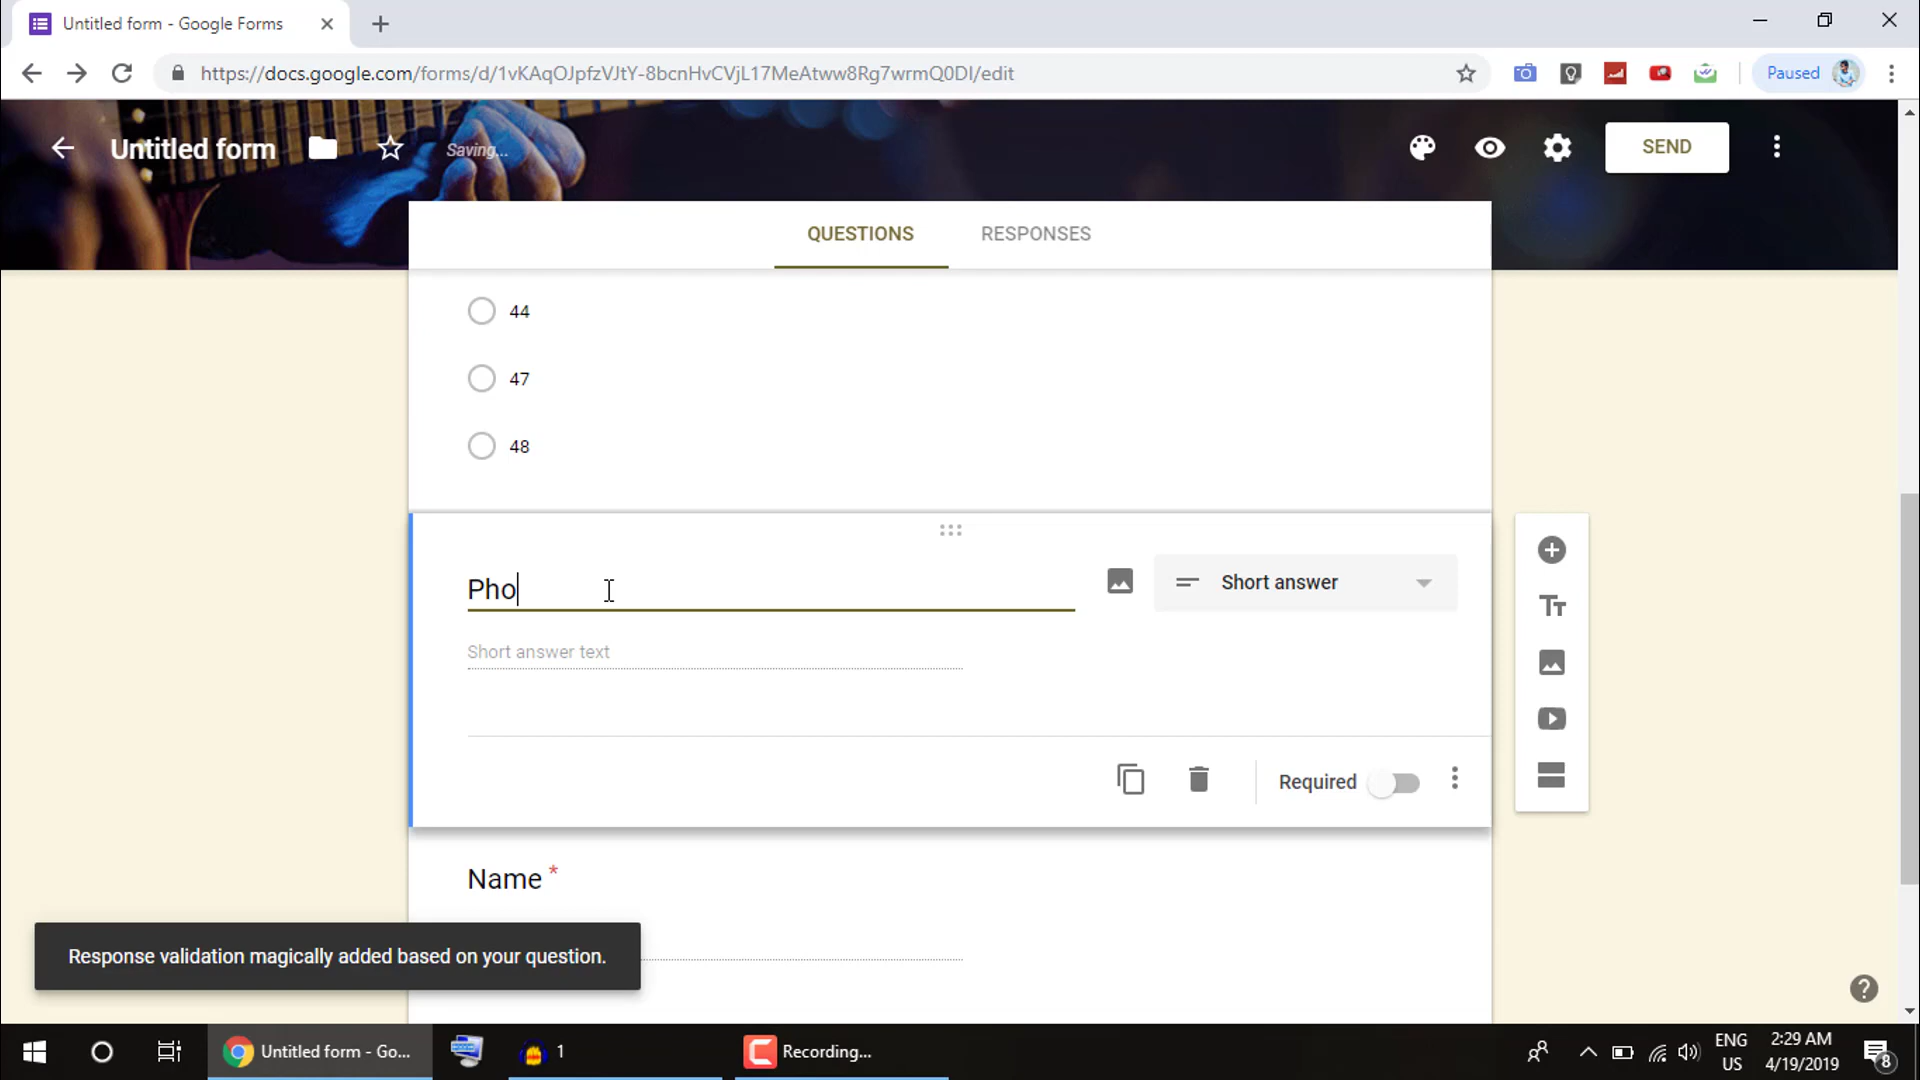 Untitled form - Google Forms
https://docs.google.com/forms/d/1vKAqOJpfzVJtY-8bcnHvCVjL17MeAtww8Rg7wrmQ0DI/edit
Paused
Untitled form
Saving...
SEND
QUESTIONS
RESPONSES
44
47
48
Pho
Short answer
Short answer text
Required
Name *
Response validation magically added based on your question.
Untitled form - Go...
1
Recording...
ENG
US
2:29 AM
4/19/2019
8